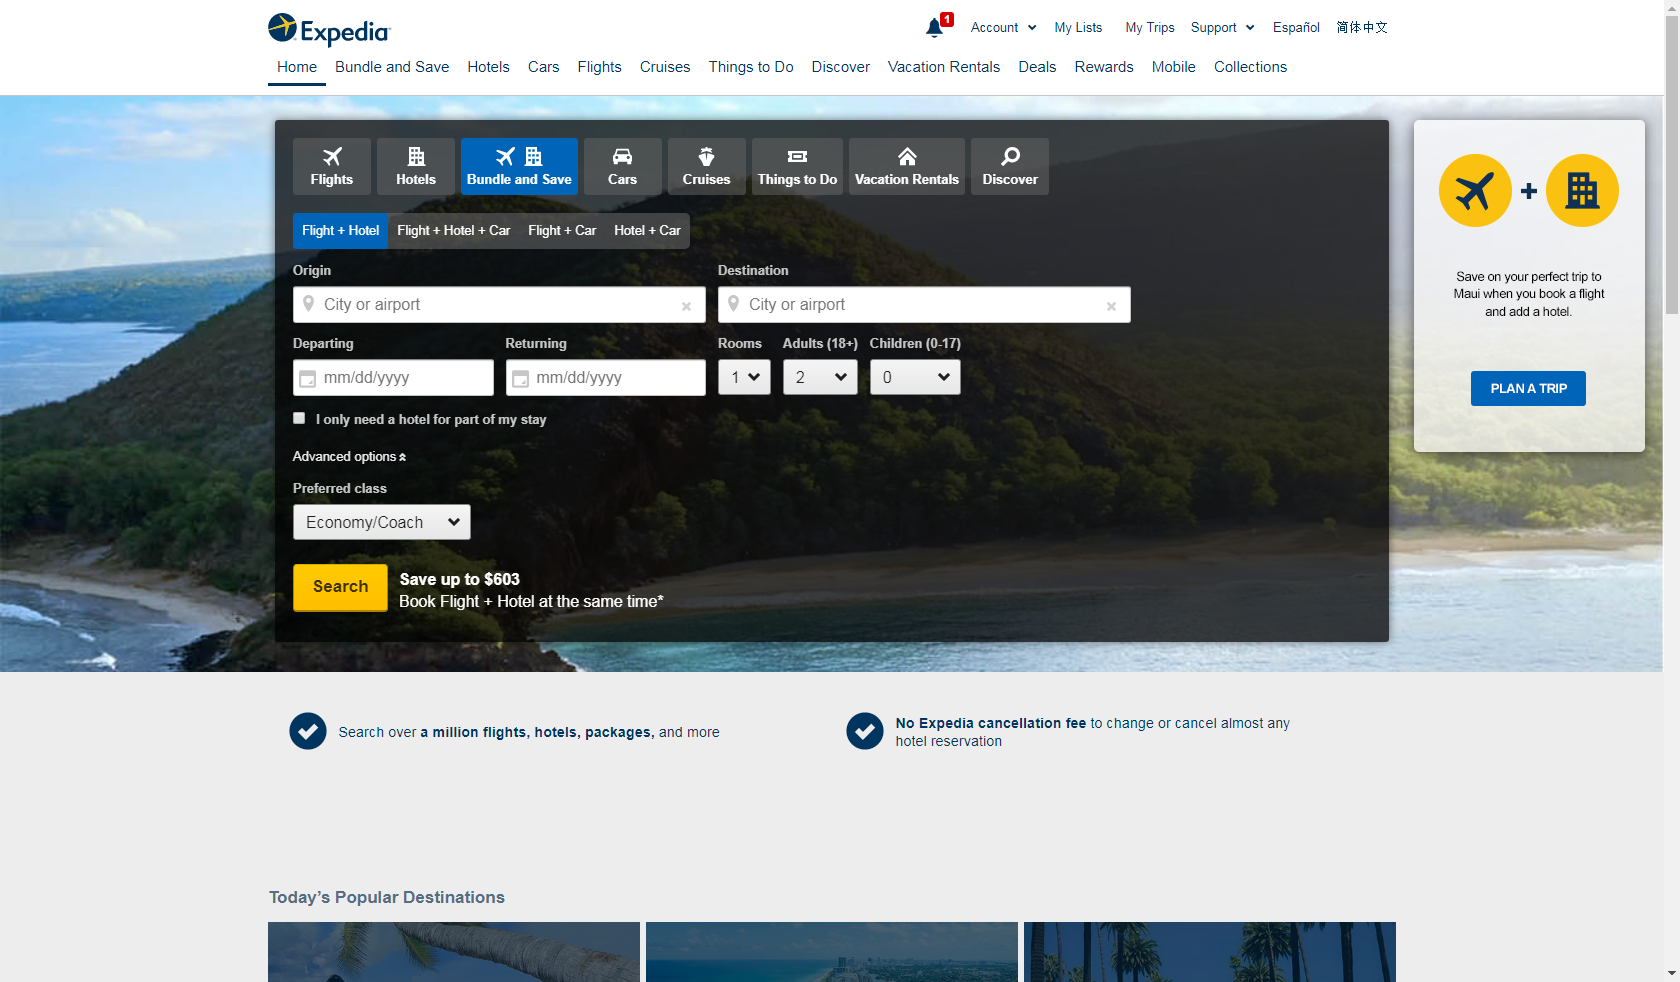 Expedia
1
Account
My Lists
My Trips
Support
Español
简体中文
Home
Bundle and Save
Hotels
Cars
Flights
Cruises
Things to Do
Discover
Vacation Rentals
Deals
Rewards
Mobile
Collections
Flights
Hotels
Bundle and Save
Cars
Cruises
Things to Do
Vacation Rentals
Discover
Flight + Hotel
Flight + Hotel + Car
Flight + Car
Hotel + Car
Origin
Destination
City or airport
City or airport
Departing
Returning
Rooms
Adults (18+)
Children (0-17)
mm/dd/yyyy
mm/dd/yyyy
1
2
0
I only need a hotel for part of my stay
Advanced options
Preferred class
Economy/Coach
Search
Save up to $603
Book Flight + Hotel at the same time*
Save on your perfect trip to
Maui when you book a flight
and add a hotel.
PLAN A TRIP
Search over a million flights, hotels, packages, and more
No Expedia cancellation fee to change or cancel almost any
hotel reservation
Today’s Popular Destinations